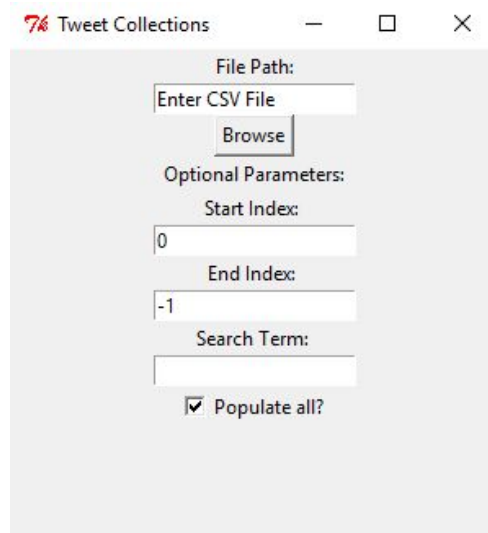 Tweet Collections
File Path:
Enter CSV File
Browse
Optional Parameters:
Start Index:
0
End Index:
-1
Search Term:
Populate all?